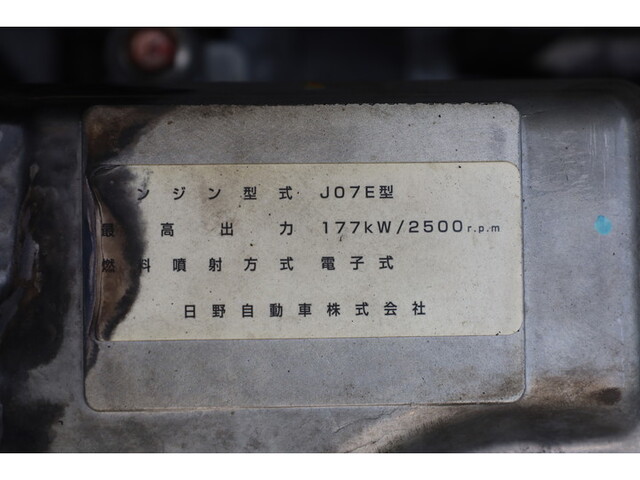 ンジン型式 J07E型
最高出力 177kW/2500r.p.m
燃料噴射方式 電子式
日野自動車株式会社